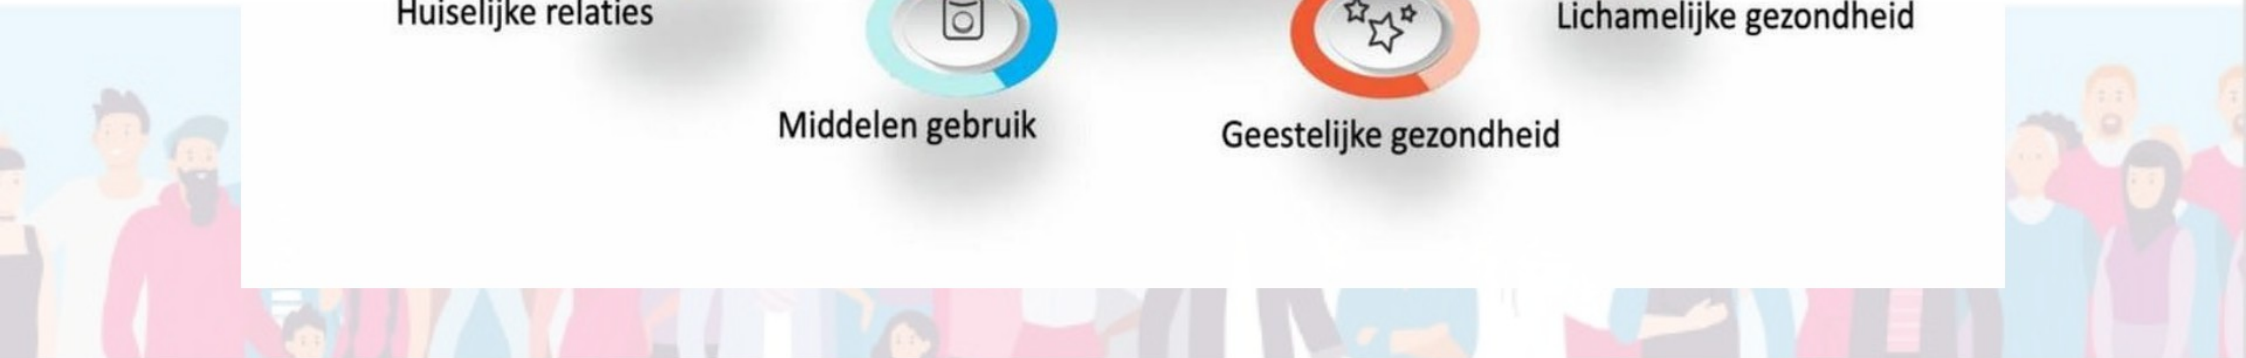 Huiselijke relaties
Lichamelijke gezondheid
Middelen gebruik
Geestelijke gezondheid